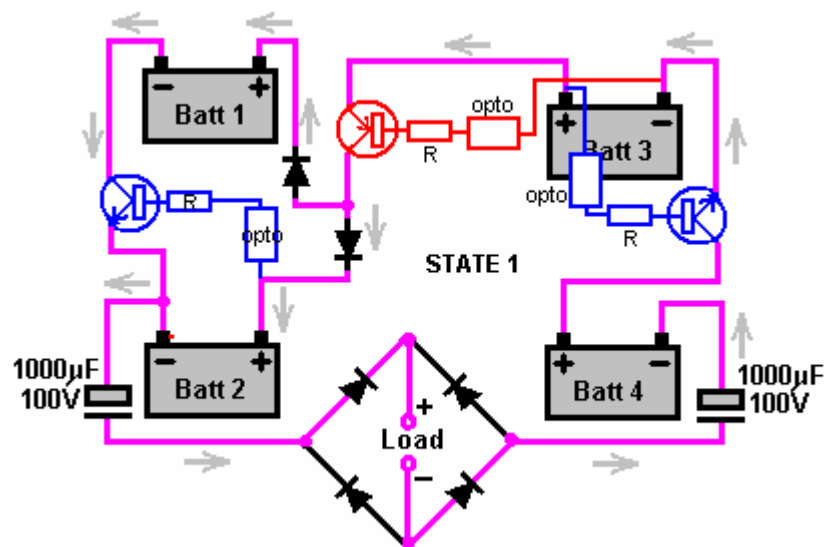 − +
Batt 1
opto
R
+ −
Batt 3
R
opto
opto
R
STATE 1
1000µF
100V
− +
Batt 2
+
Load
−
+ −
Batt 4
1000µF
100V